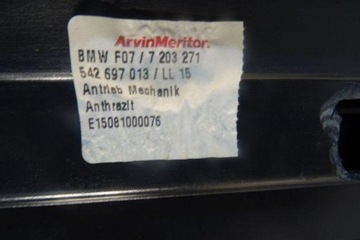 ArvinMeritor.
BMW F07 / 7 203 271
542 697 013 / LL 15
Antrieb Mechanik
Anthrazit
E15081000076